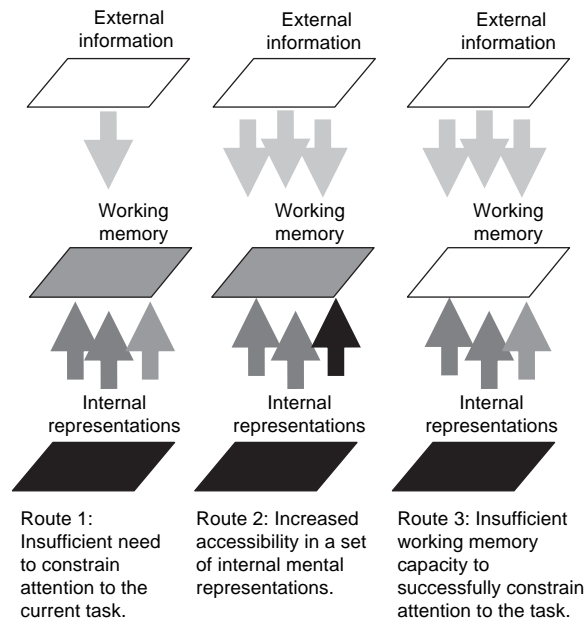 External
information
External
information
External
information
Working
memory
Working
memory
Working
memory
Internal
representations
Internal
representations
Internal
representations
Route 1:
Insufficient need
to constrain
attention to the
current task.
Route 2: Increased
accessibility in a set
of internal mental
representations.
Route 3: Insufficient
working memory
capacity to
successfully constrain
attention to the task.